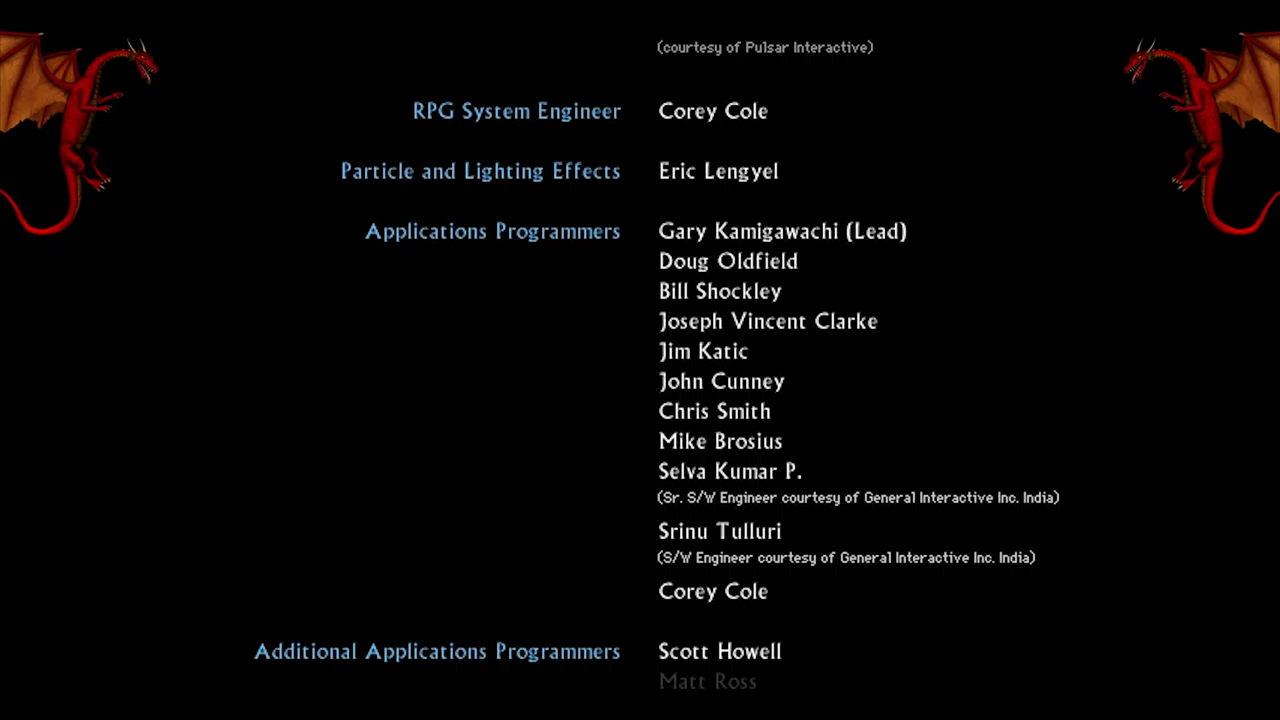 (courtesy of Pulsar Interactive)
RPG System Engineer Corey Cole
Particle and Lighting Effects Eric Lengyel
Applications Programmers Gary Kamigawachi (Lead)
Doug Oldfield
Bill Shockley
Joseph Vincent Clarke
Jim Katic
John Cunney
Chris Smith
Mike Brosius
Selva Kumar P.
(Sr. S/W Engineer courtesy of General Interactive Inc. India)
Srinu Tulluri
(S/W Engineer courtesy of General Interactive Inc. India)
Corey Cole
Additional Applications Programmers Scott Howell
Matt Ross